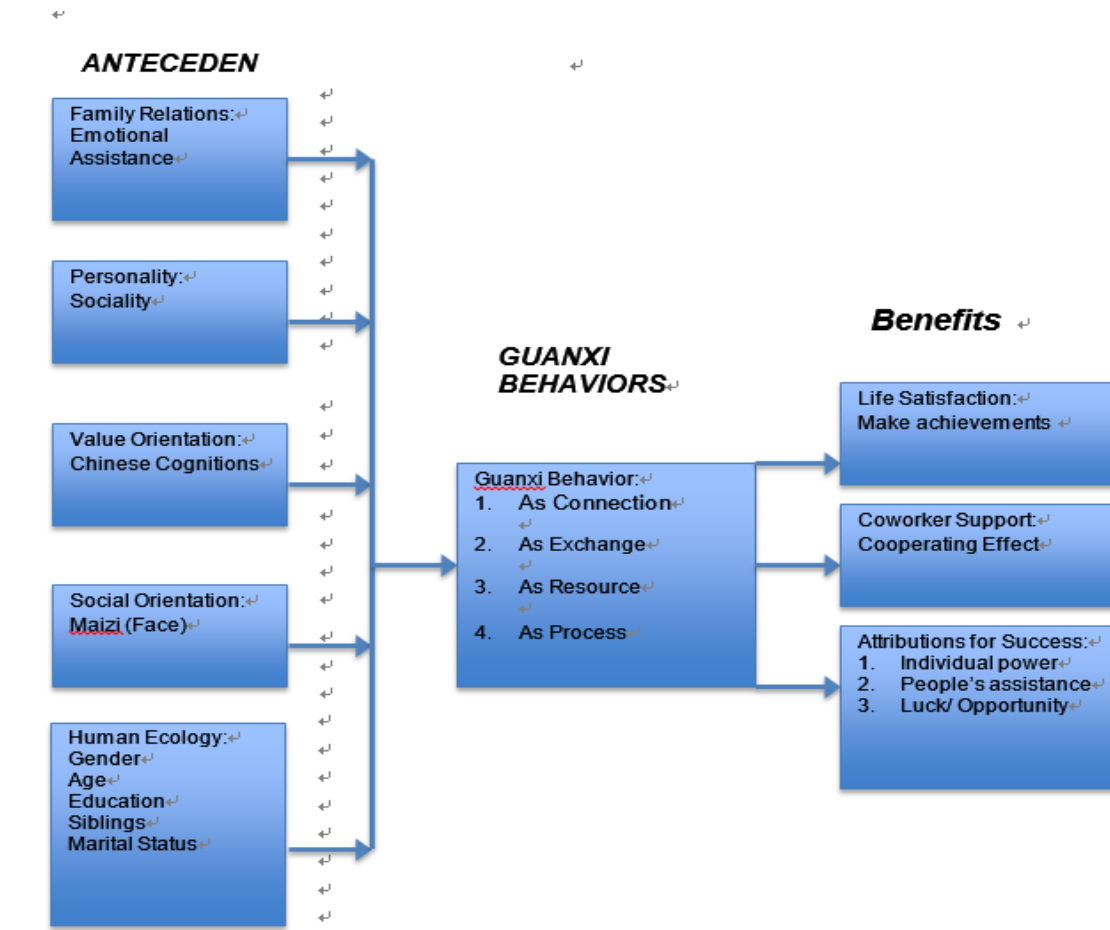 ANTECEDEN
Family Relations:
Emotional
Assistance
Personality:
Sociality
Value Orientation:
Chinese Cognitions
Social Orientation:
Maizi (Face)
Human Ecology:
Gender
Age
Education
Siblings
Marital Status
GUANXI
BEHAVIORS
Guanxi Behavior:
1. As Connection
2. As Exchange
3. As Resource
4. As Process
Benefits
Life Satisfaction:
Make achievements
Coworker Support:
Cooperating Effect
Attributions for Success:
1. Individual power
2. People's assistance
3. Luck/ Opportunity